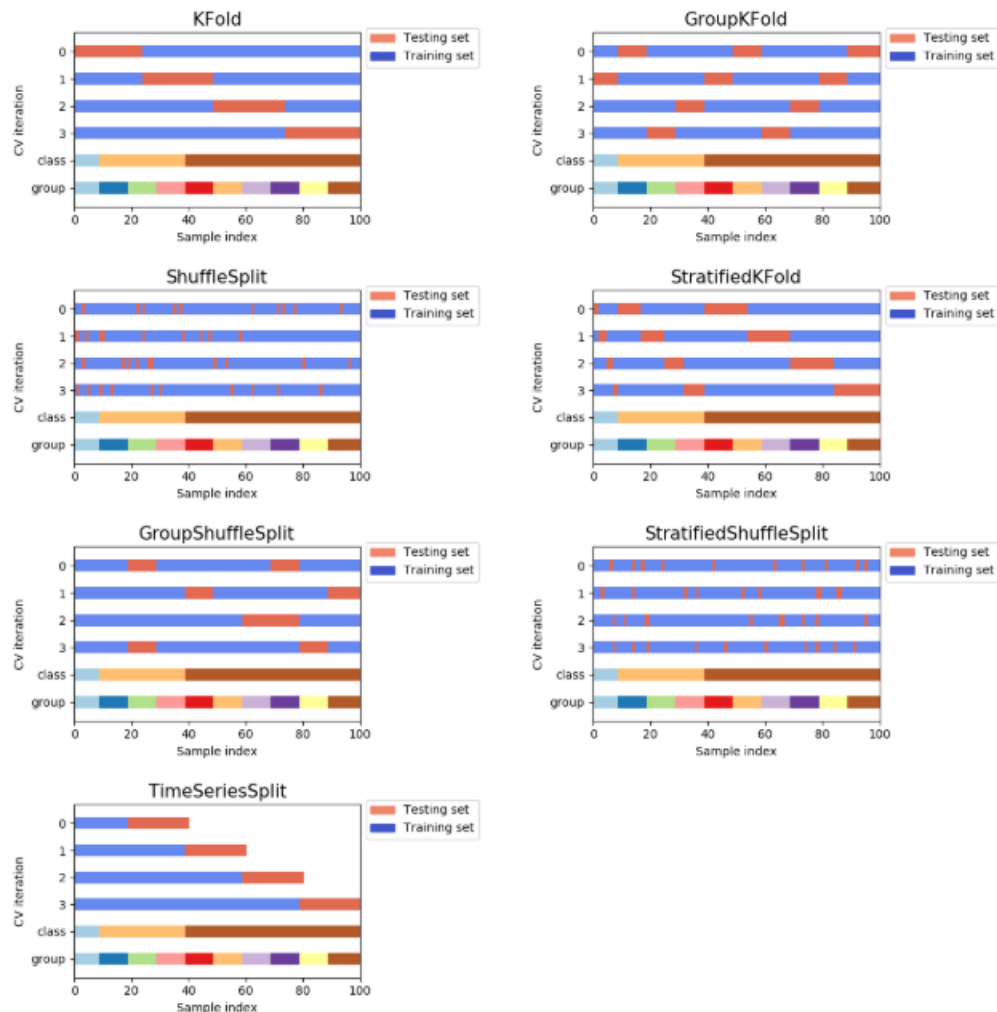 KFold
Testing set
Training set
0
1
2
3
class
group
CV iteration
0 20 40 60 80 100
Sample index
GroupKFold
Testing set
Training set
0
1
2
3
class
group
CV iteration
0 20 40 60 80 100
Sample index
ShuffleSplit
Testing set
Training set
0
1
2
3
class
group
CV iteration
0 20 40 60 80 100
Sample index
StratifiedKFold
Testing set
Training set
0
1
2
3
class
group
CV iteration
0 20 40 60 80 100
Sample index
GroupShuffleSplit
Testing set
Training set
0
1
2
3
class
group
CV iteration
0 20 40 60 80 100
Sample index
StratifiedShuffleSplit
Testing set
Training set
0
1
2
3
class
group
CV iteration
0 20 40 60 80 100
Sample index
TimeSeriesSplit
Testing set
Training set
0
1
2
3
class
group
CV iteration
0 20 40 60 80 100
Sample index